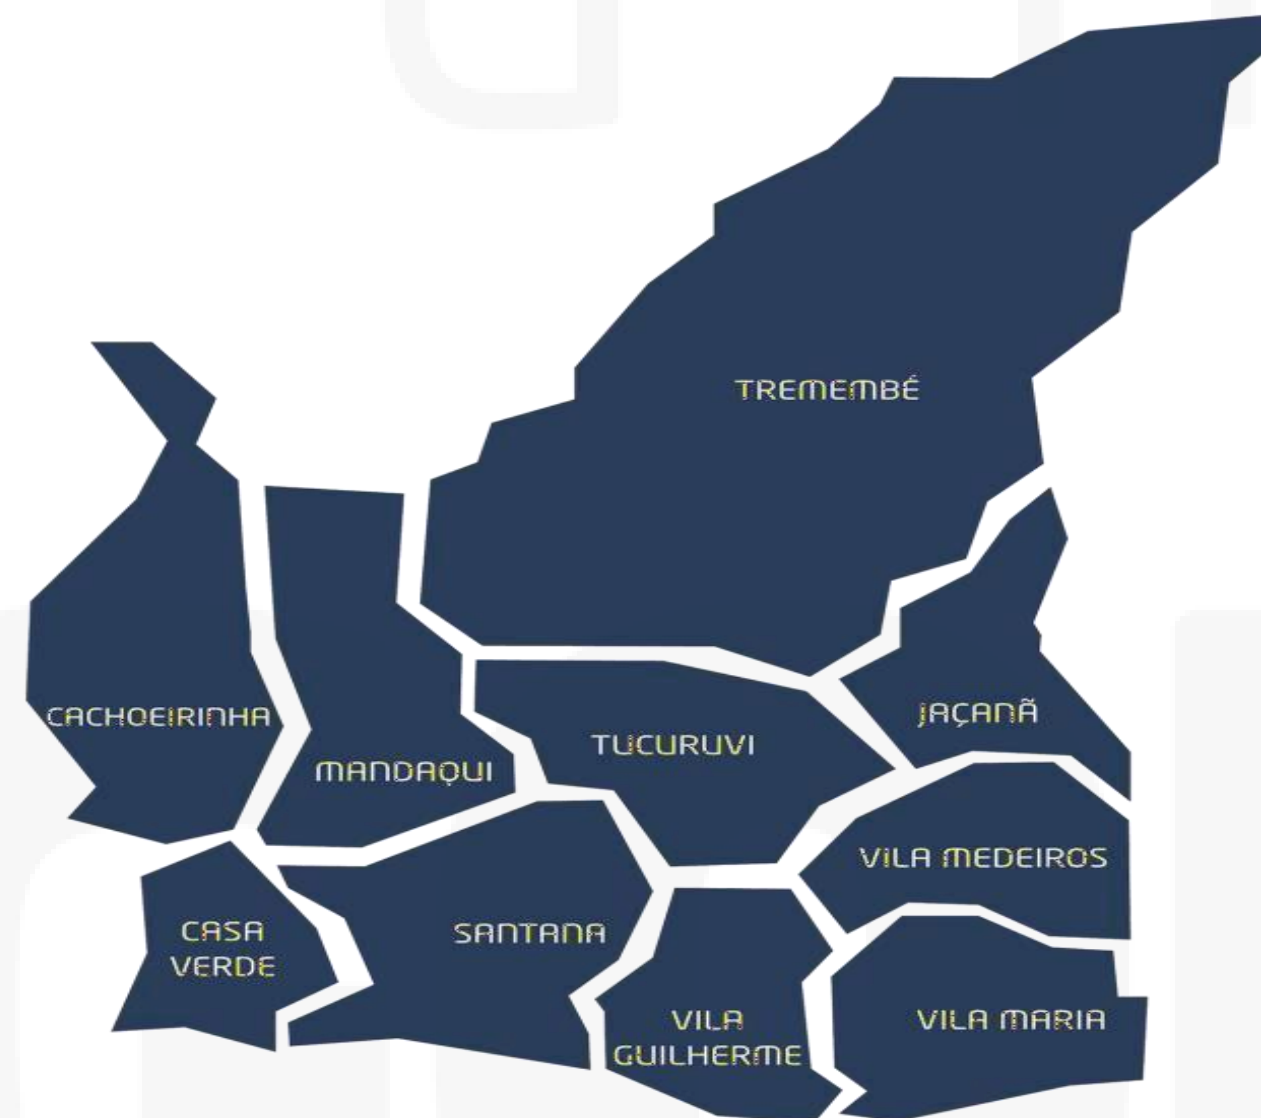 TREMEMBÉ
CACHOEIRINHA
MANDAQUI
TUCURUVI
JAÇANÃ
VILA MEDEIROS
CASA
VERDE
SANTANA
VILA
GUILHERME
VILA MARIA